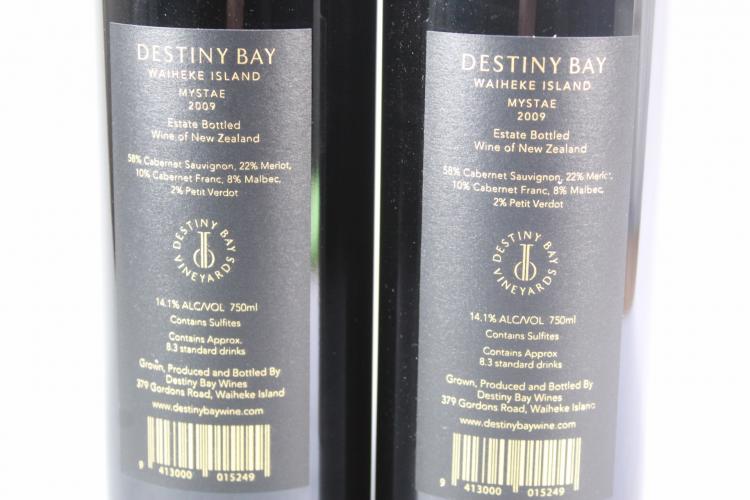 DESTINY BAY
WAIHEKE ISLAND
MYSTAE
2009
Estate Bottled
Wine of New Zealand
58% Cabernet Sauvignon, 22% Merlot,
10% Cabernet Franc, 8% Malbec,
2% Petit Verdot
DESTINY BAY
VINEYARDS
14.1% ALC/VOL 750ml
Contains Sulfites
Contains Approx.
8.3 standard drinks
Grown, Produced and Bottled By
Destiny Bay Wines
379 Gordons Road, Waiheke Island
www.destinybaywine.com
9 413000 015249
DESTINY BAY
WAIHEKE ISLAND
MYSTAE
2009
Estate Bottled
Wine of New Zealand
58% Cabernet Sauvignon, 22% Merlot,
10% Cabernet Franc, 8% Malbec,
2% Petit Verdot
DESTINY BAY
VINEYARDS
14.1% ALC/VOL 750ml
Contains Sulfites
Contains Approx
8.3 standard drinks
Grown, Produced and Bottled By
Destiny Bay Wines
379 Gordons Road, Waiheke Island
www.destinybaywine.com
9 413000 015249